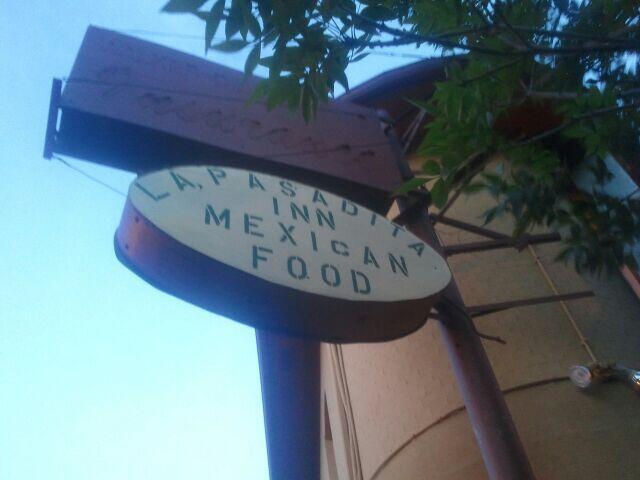 LA PASADITA
INN
MEXICAN
FOOD